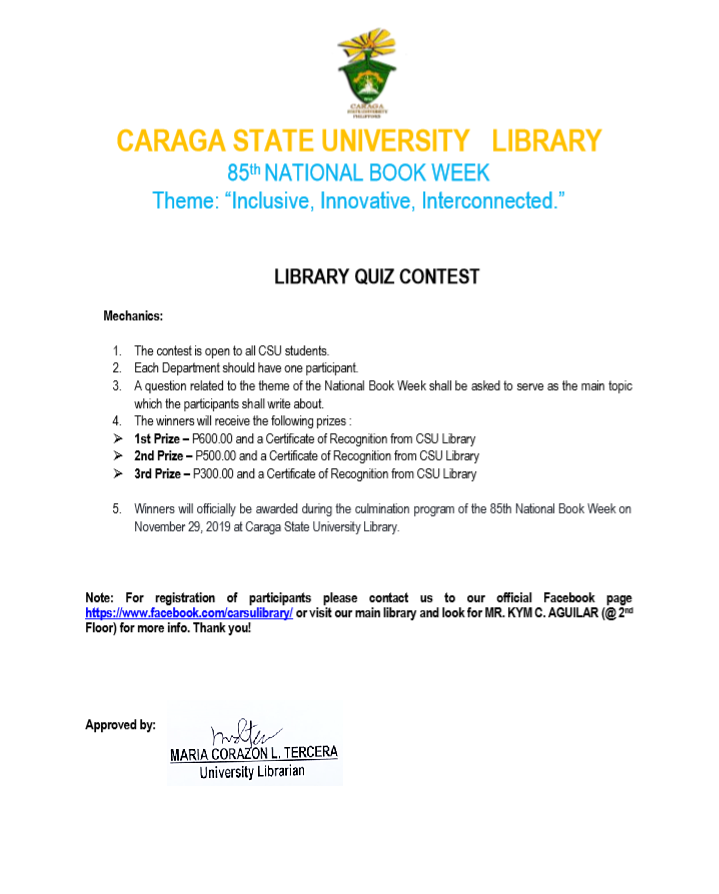 CARAGA
STATE UNIVERSITY
PHILIPPINES
CARAGA STATE UNIVERSITY LIBRARY
85th NATIONAL BOOK WEEK
Theme: “Inclusive, Innovative, Interconnected.”
LIBRARY QUIZ CONTEST
Mechanics:
1. The contest is open to all CSU students.
2. Each Department should have one participant.
3. A question related to the theme of the National Book Week shall be asked to serve as the main topic
which the participants shall write about.
4. The winners will receive the following prizes :
➢ 1st Prize – P600.00 and a Certificate of Recognition from CSU Library
➢ 2nd Prize – P500.00 and a Certificate of Recognition from CSU Library
➢ 3rd Prize – P300.00 and a Certificate of Recognition from CSU Library
5. Winners will officially be awarded during the culmination program of the 85th National Book Week on
November 29, 2019 at Caraga State University Library.
Note: For registration of participants please contact us to our official Facebook page
https://www.facebook.com/carsulibrary/ or visit our main library and look for MR. KYM C. AGUILAR (@ 2nd
Floor) for more info. Thank you!
Approved by:
MARIA CORAZON L. TERCERA
University Librarian